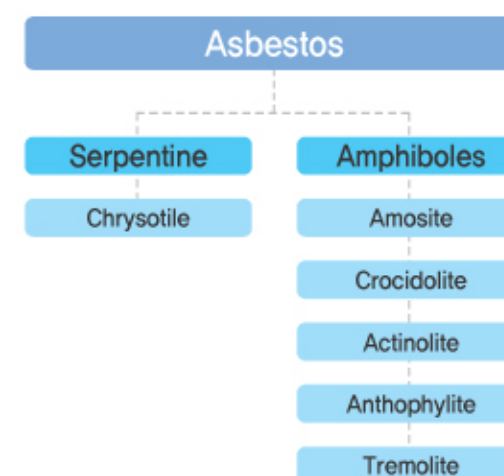 Asbestos
Serpentine
Amphiboles
Chrysotile
Amosite
Crocidolite
Actinolite
Anthophylite
Tremolite